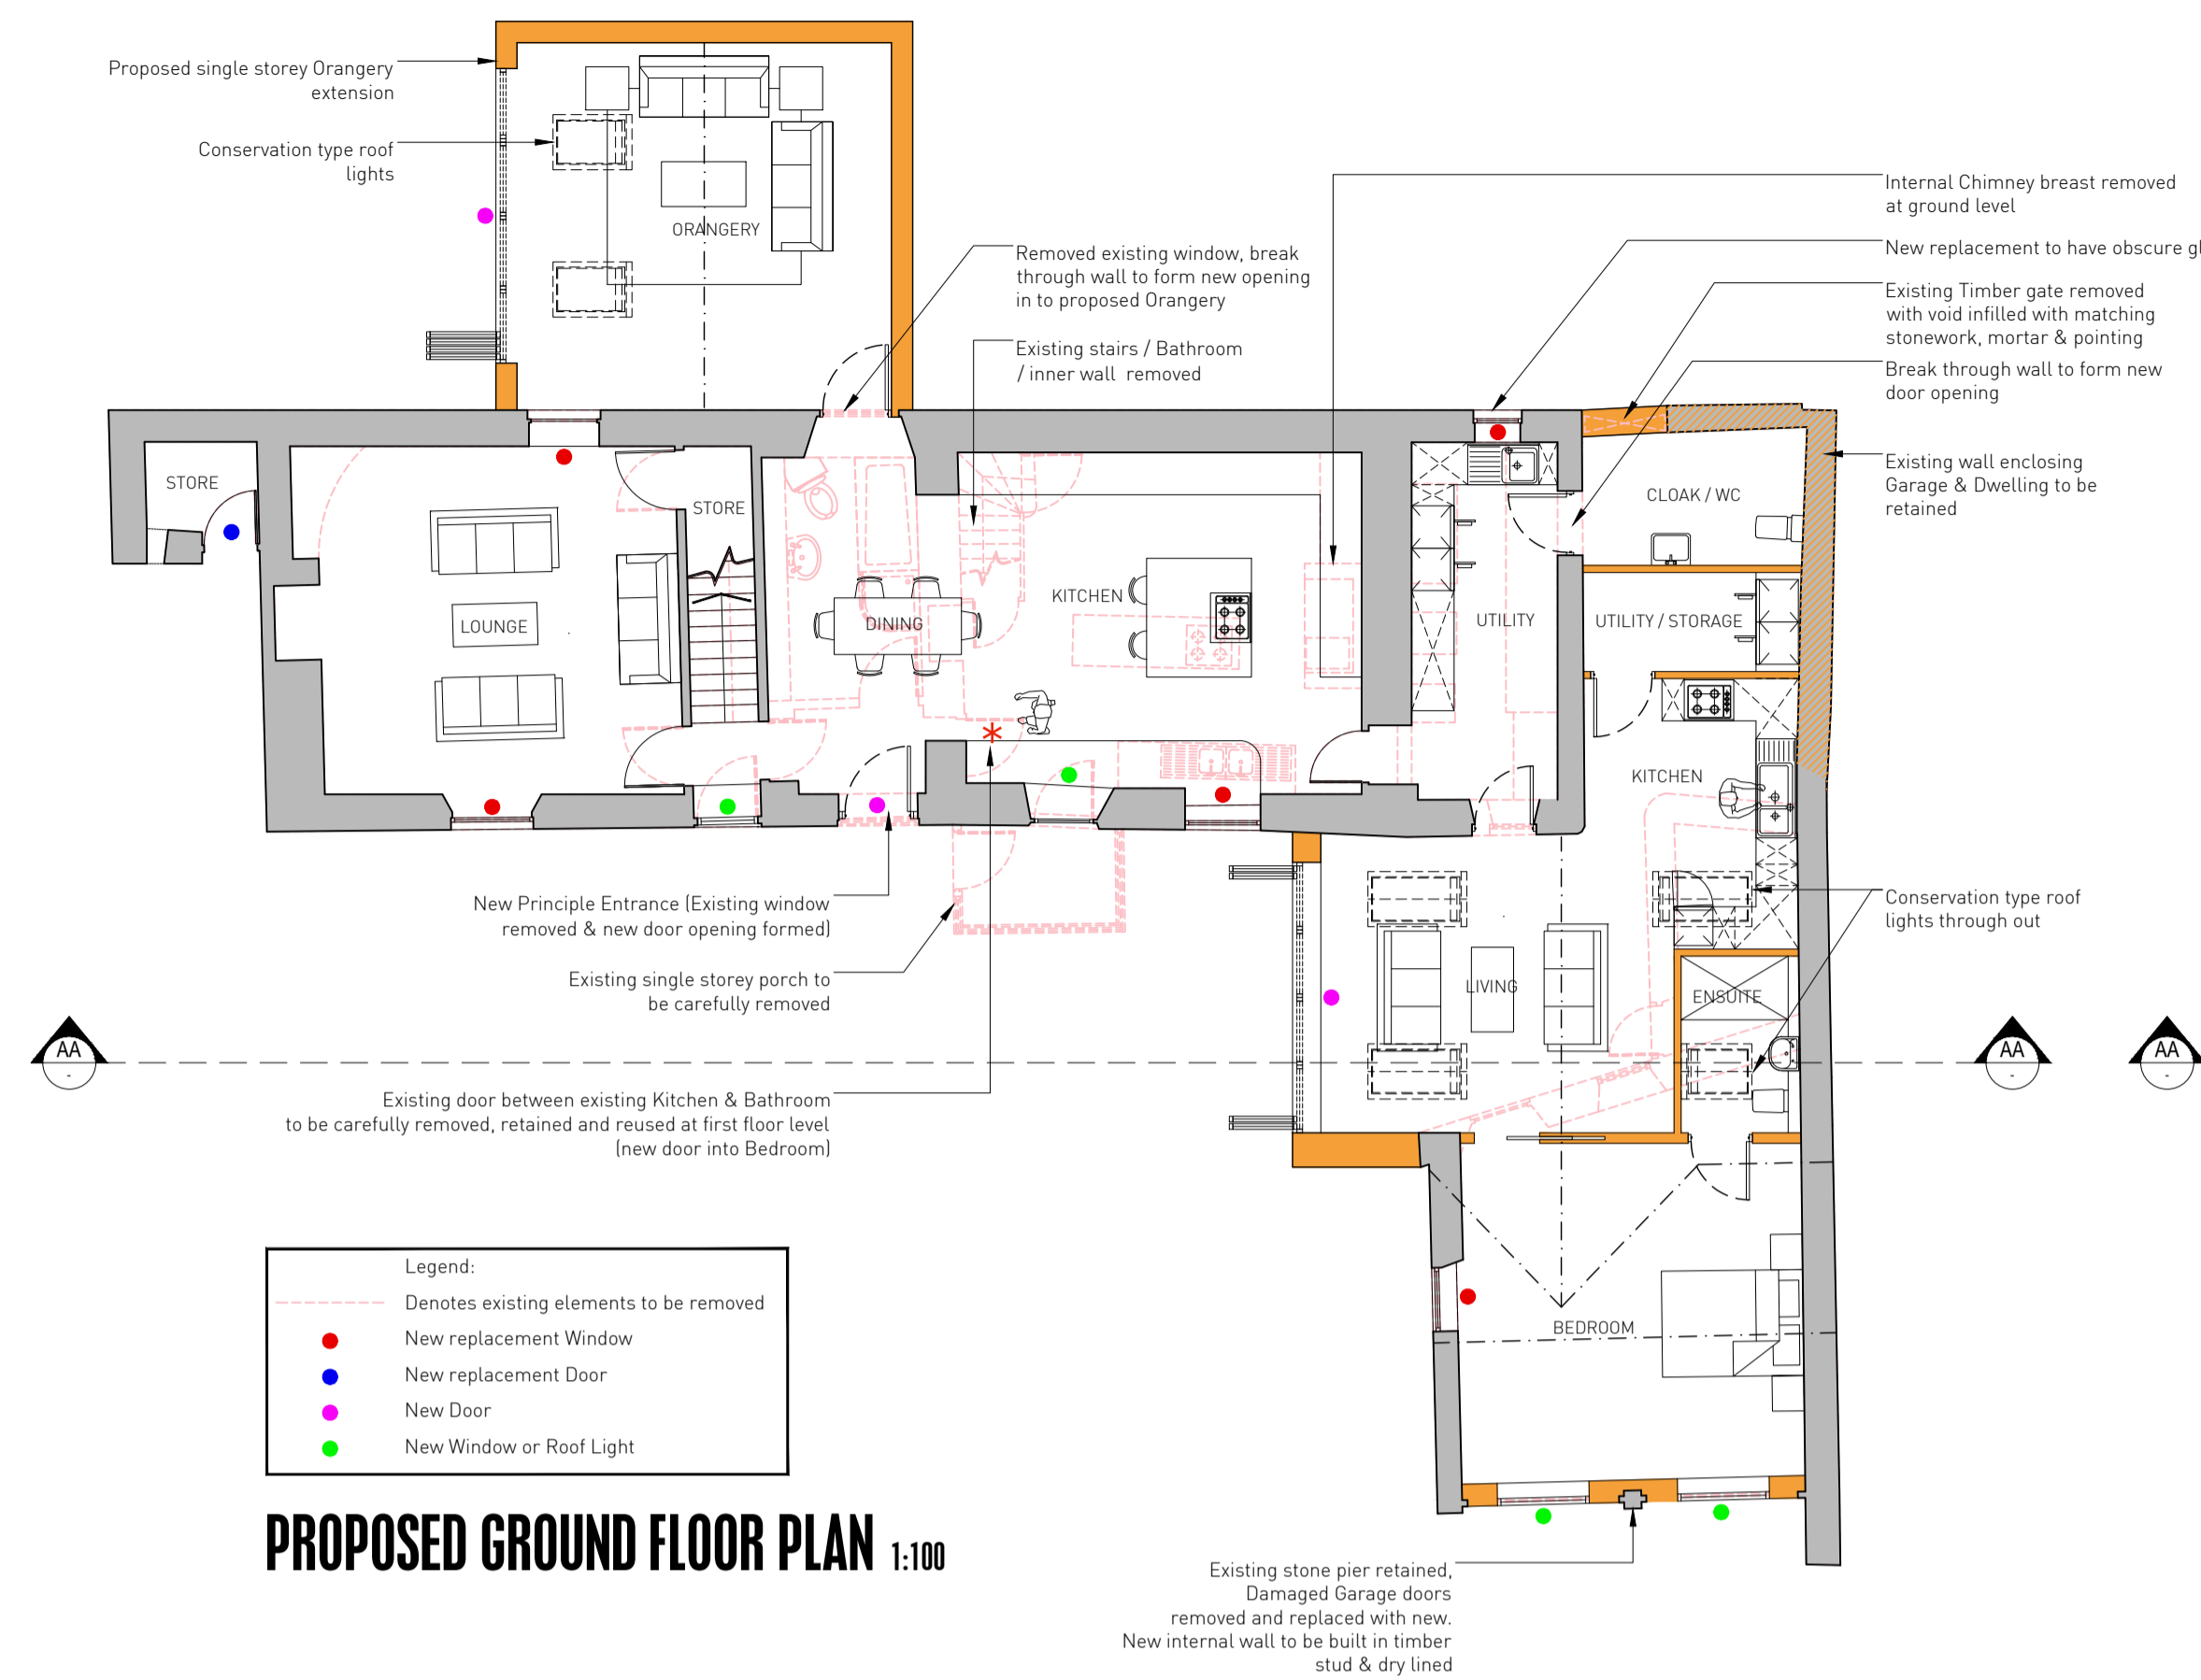 Proposed single storey Orangery
extension
Conservation type roof
lights
ORANGERY
Removed existing window, break
through wall to form new opening
in to proposed Orangery
Existing stairs / Bathroom
/ inner wall removed
Internal Chimney breast removed
at ground level
New replacement to have obscure
Existing Timber gate removed
with void infilled with matching
stonework, mortar & pointing
Break through wall to form new
door opening
Existing wall enclosing
Garage & Dwelling to be
retained
STORE
STORE
LOUNGE
DINING
KITCHEN
UTILITY
CLOAK / WC
UTILITY / STORAGE
KITCHEN
*
New Principle Entrance (Existing window
removed & new door opening formed)
Existing single storey porch to
be carefully removed
Conservation type roof
lights through out
LIVING
ENSUITE
AA
-
AA
-
AA
-
Existing door between existing Kitchen & Bathroom
to be carefully removed, retained and reused at first floor level
(new door into Bedroom)
BEDROOM
Legend:
Denotes existing elements to be removed
New replacement Window
New replacement Door
New Door
New Window or Roof Light
PROPOSED GROUND FLOOR PLAN 1:100
Existing stone pier retained,
Damaged Garage doors
removed and replaced with new.
New internal wall to be built in timber
stud & dry lined